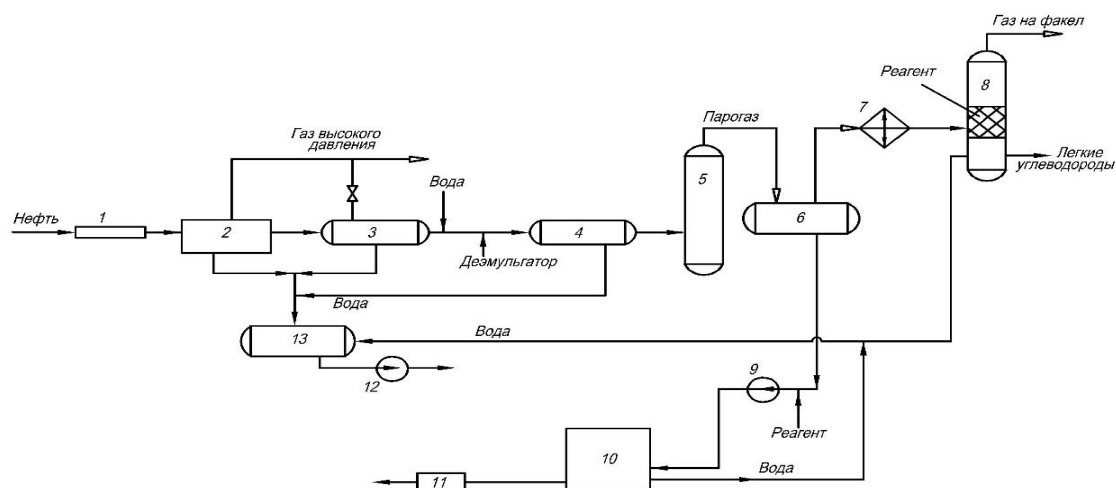 Газ на факел
Реагент
8
7
Парогаз
Газ высокого
давления
Вода
Легкие
углеводороды
5
Нефть
1
2
3
4
6
Деэмульгатор
Вода
13
Вода
12
9
Реагент
10
Вода
11